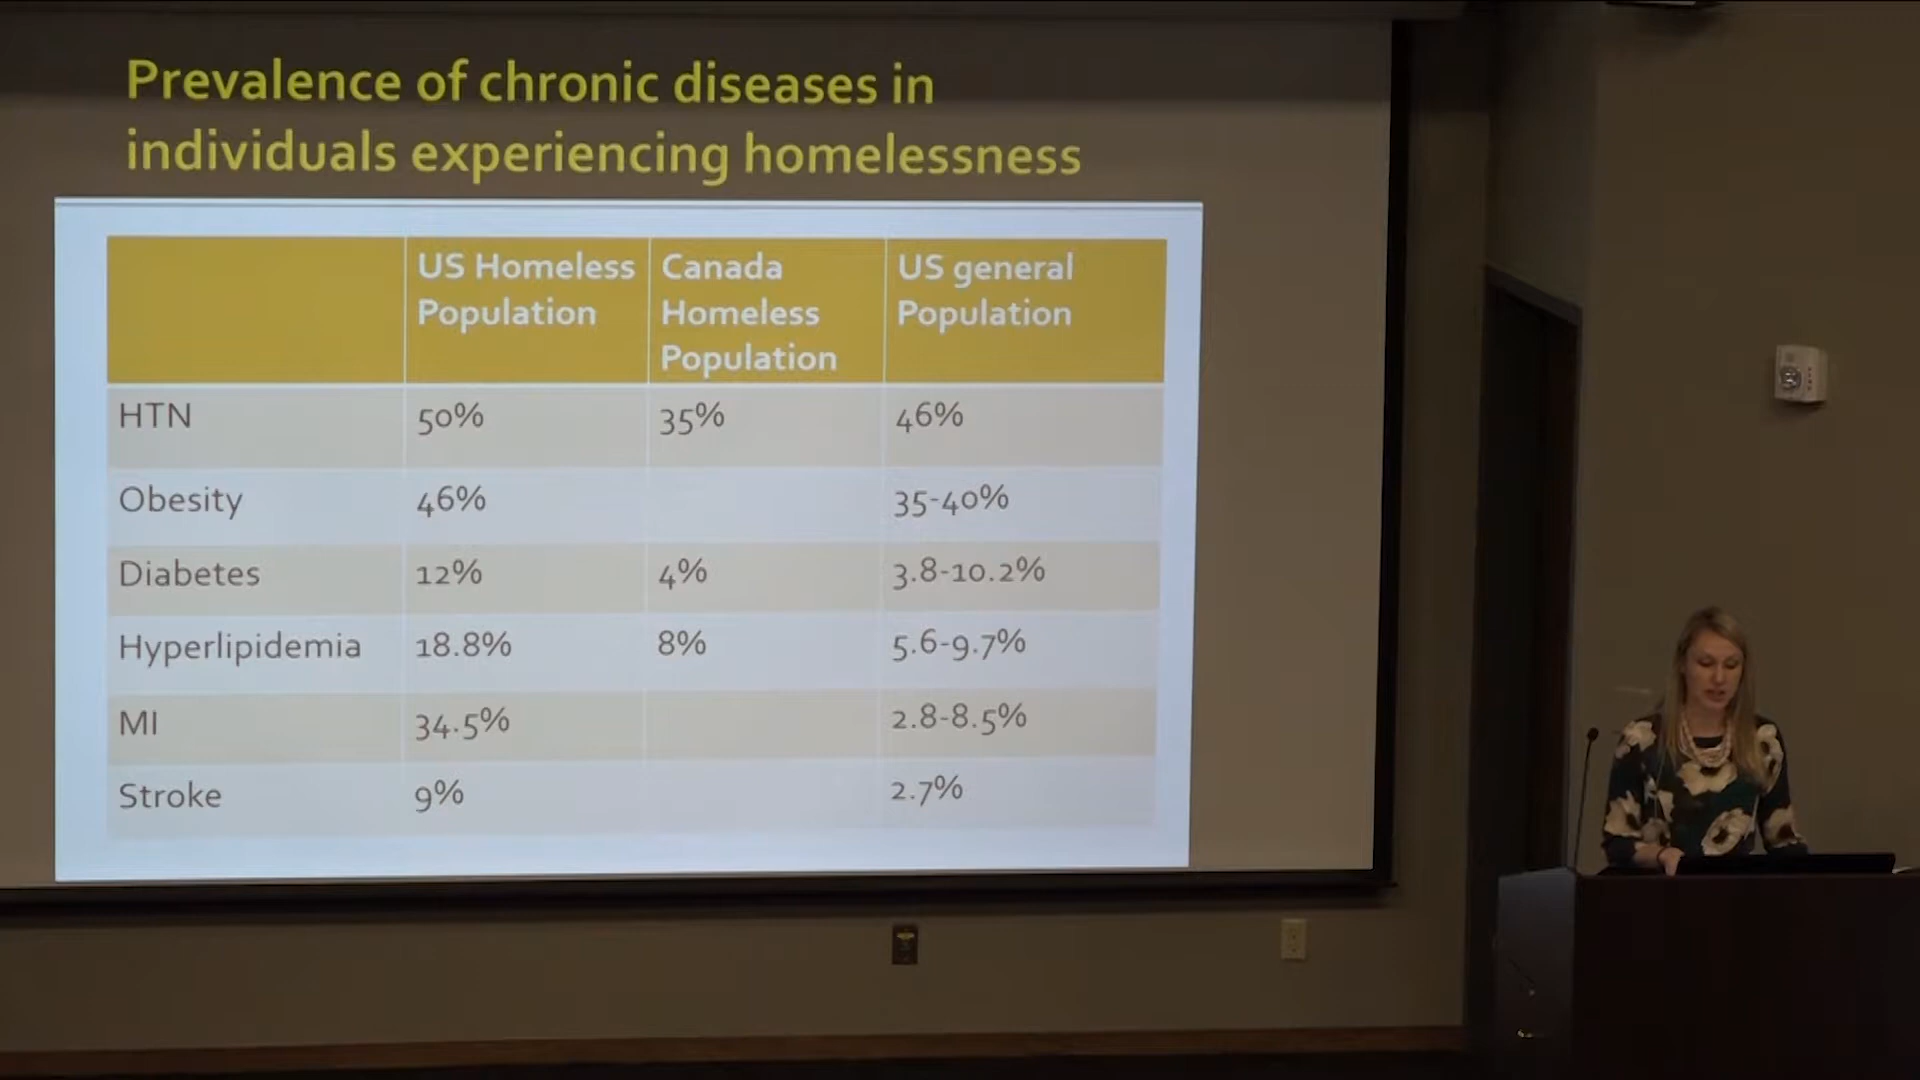 Prevalence of chronic diseases in
individuals experiencing homelessness
US Homeless Population Canada Homeless Population US general Population
HTN 50% 35% 46%
Obesity 46% 35-40%
Diabetes 12% 4% 3.8-10.2%
Hyperlipidemia 18.8% 8% 5.6-9.7%
MI 34.5% 2.8-8.5%
Stroke 9% 2.7%